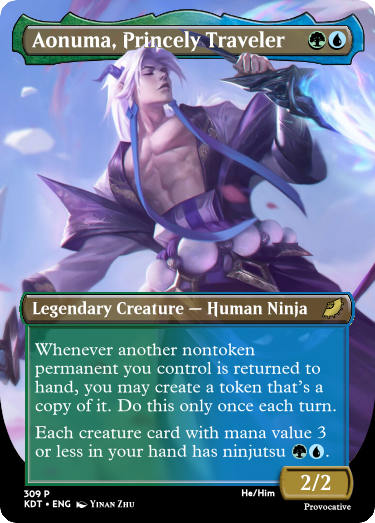 Aonuma, Princely Traveler
Legendary Creature — Human Ninja
Whenever another nontoken
permanent you control is returned to
hand, you may create a token that's a
copy of it. Do this only once each turn.
Each creature card with mana value 3
or less in your hand has ninjutsu .
2/2
309 P
He/Him
KDT • ENG Yinan Zhu
Provocative